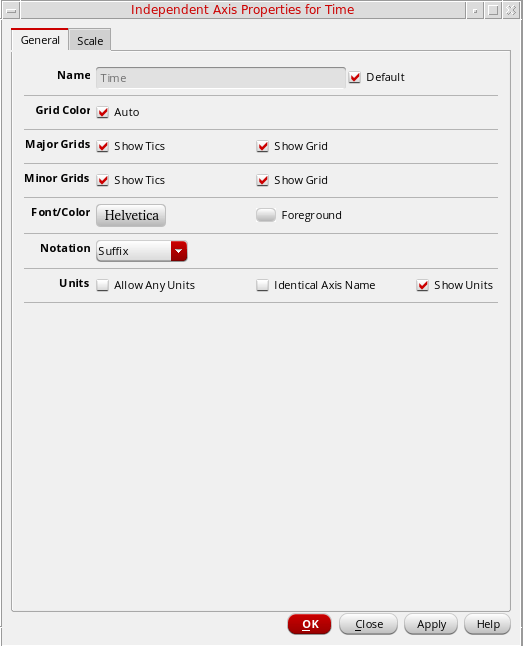 Independent Axis Properties for Time
General Scale
Name Time Default
Grid Color Auto
Major Grids Show Tics Show Grid
Minor Grids Show Tics Show Grid
Font/Color Helvetica Foreground
Notation Suffix
Units Allow Any Units Identical Axis Name Show Units
OK Close Apply Help